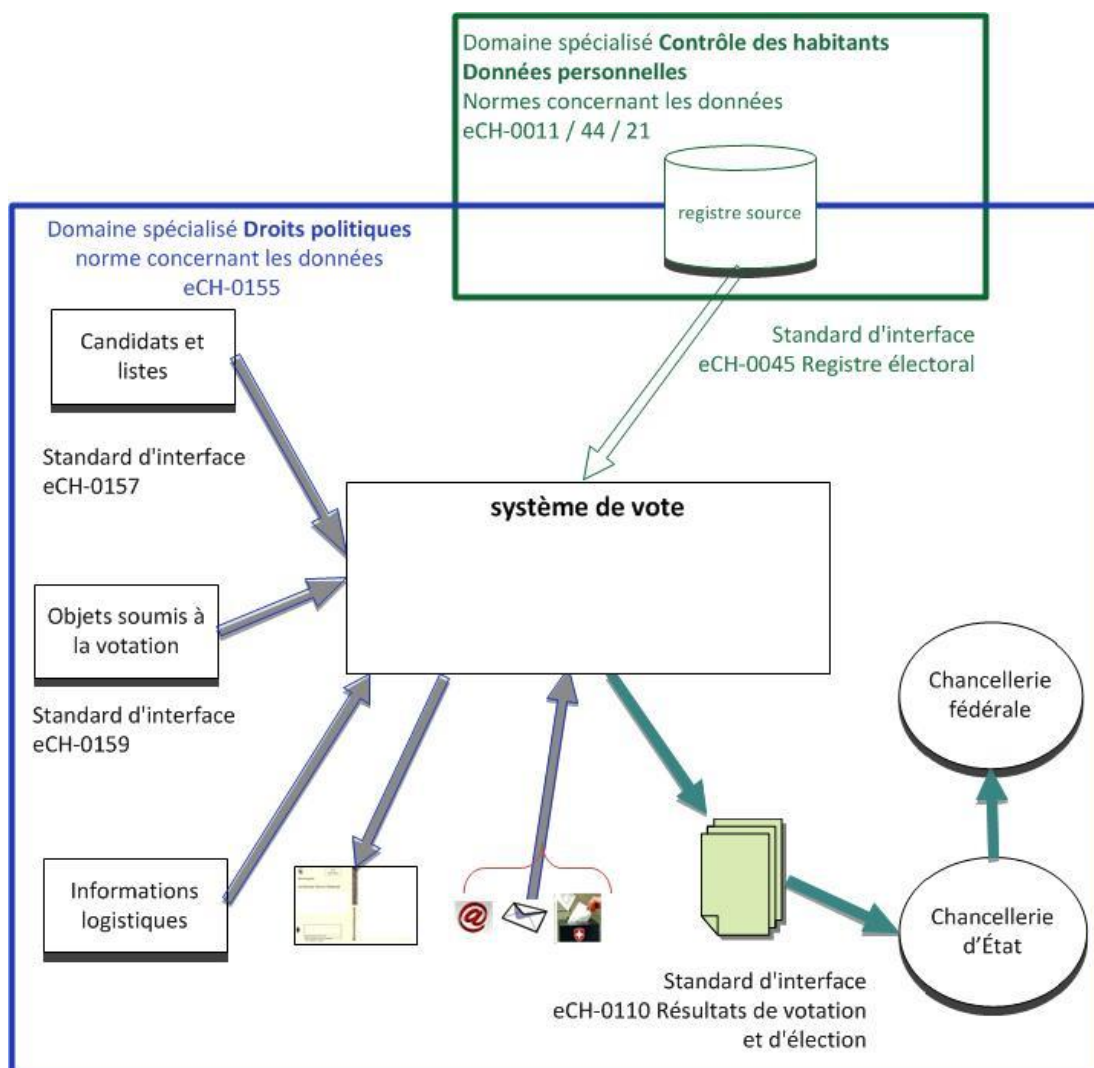 Domaine spécialisé Contrôle des habitants
Données personnelles
Normes concernant les données
eCH-0011 / 44 / 21
registre source
Domaine spécialisé Droits politiques
norme concernant les données
eCH-0155
Candidats et
listes
Standard d'interface
eCH-0045 Registre électoral
Standard d'interface
eCH-0157
système de vote
Objets soumis à
la votation
Standard d'interface
eCH-0159
Chancellerie
fédérale
Informations
logistiques
@
Chancellerie
d'État
Standard d'interface
eCH-0110 Résultats de votation
et d'élection